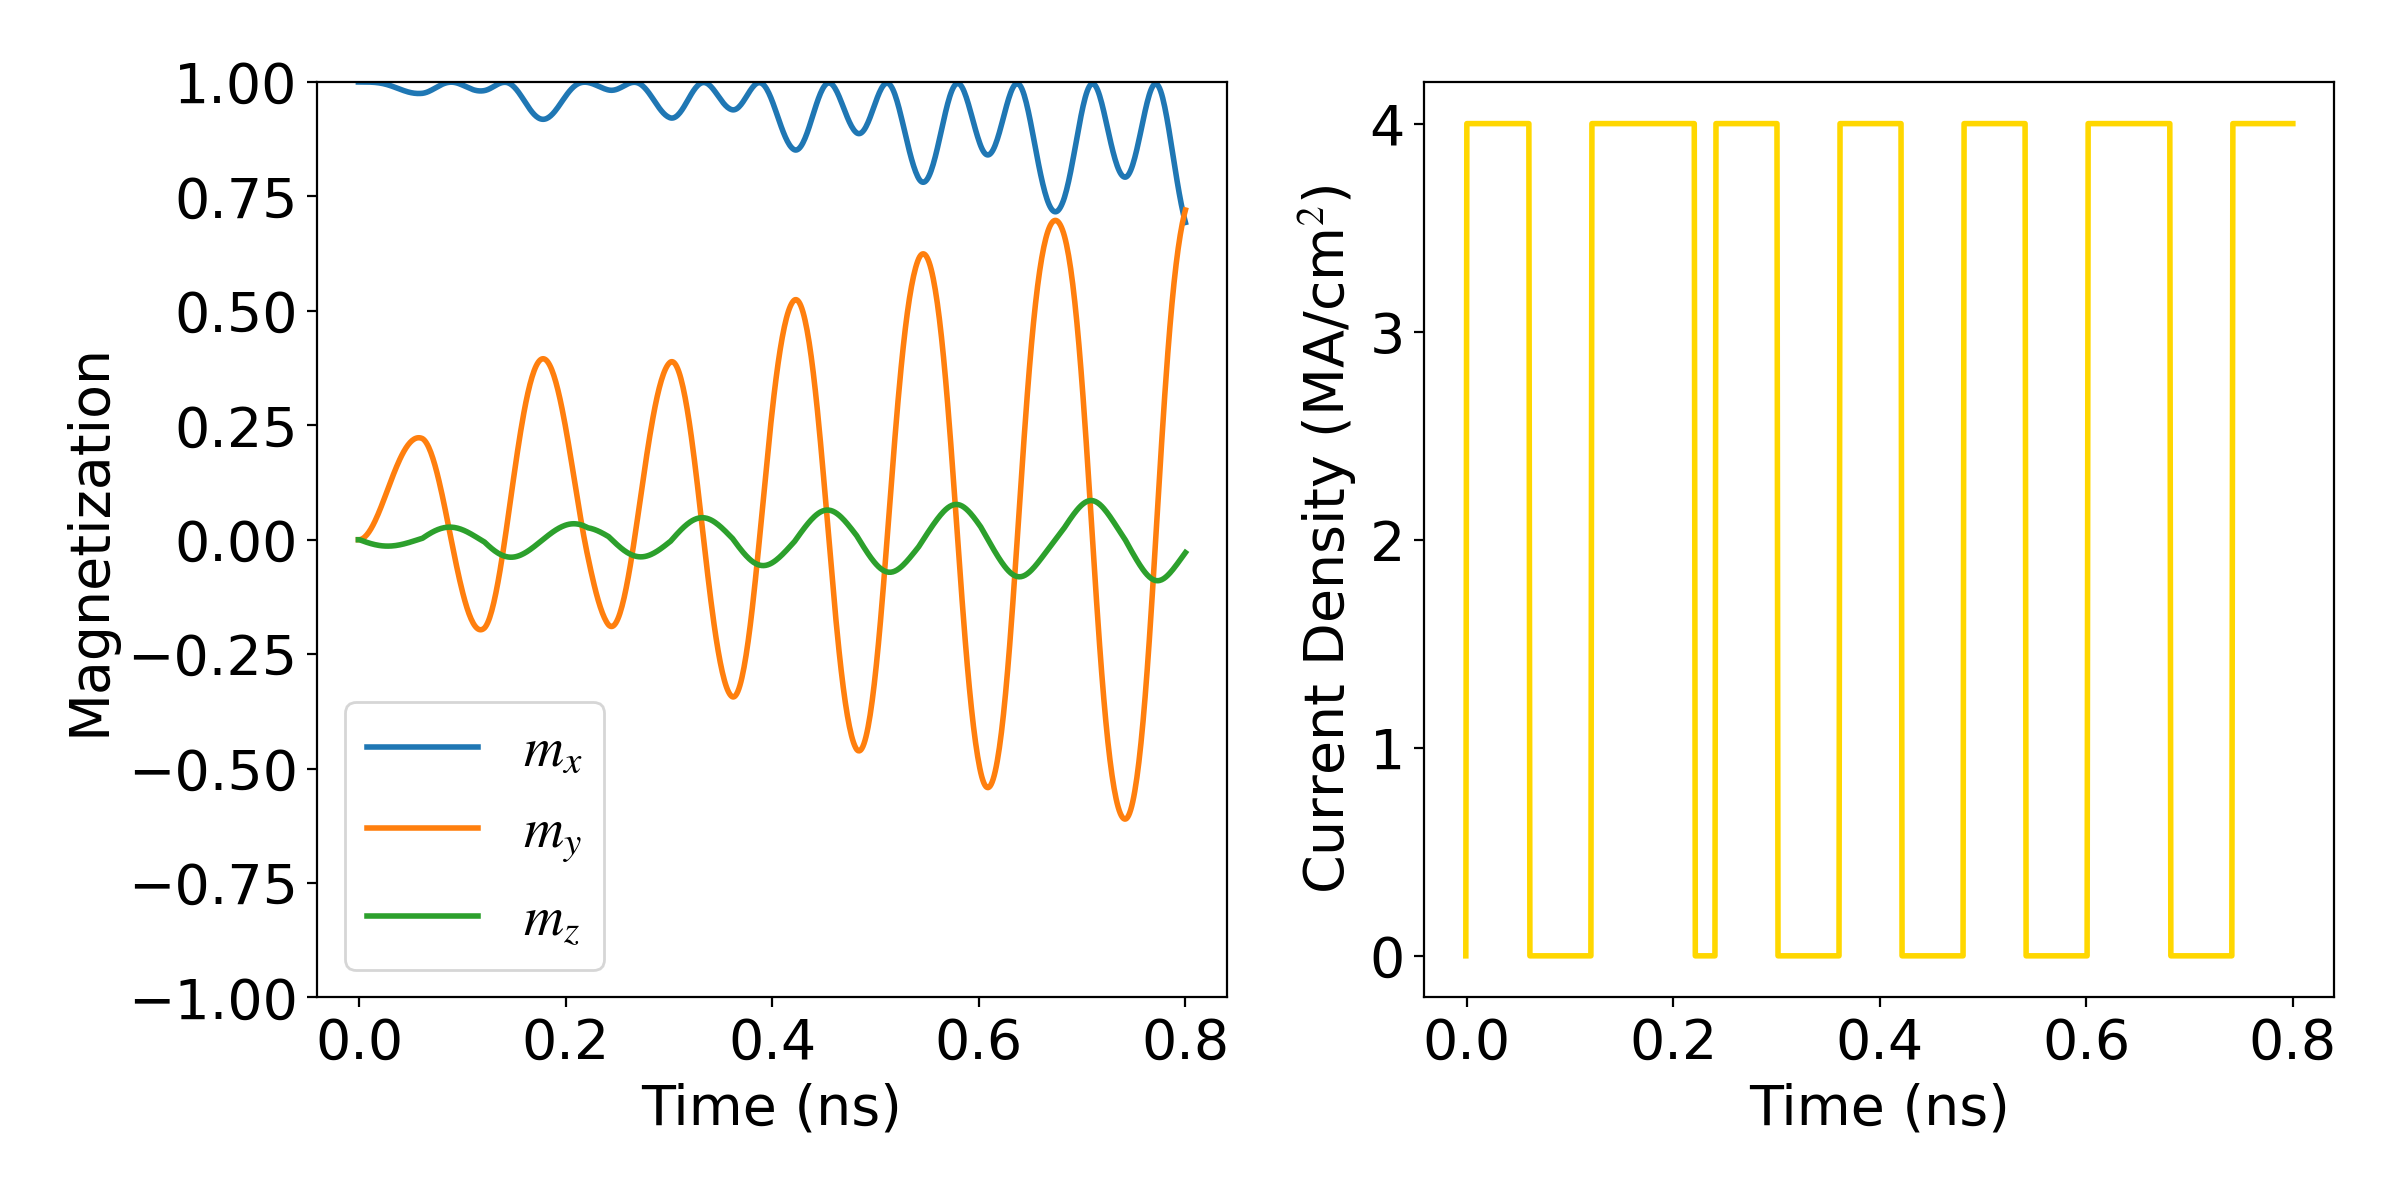 1.00
0.75
0.50
0.25
0.00
−0.25
−0.50
−0.75
−1.00
Magnetization
0.0 0.2 0.4 0.6 0.8
Time (ns)
m_x
m_y
m_z
4
3
2
1
0
Current Density (MA/cm²)
0.0 0.2 0.4 0.6 0.8
Time (ns)